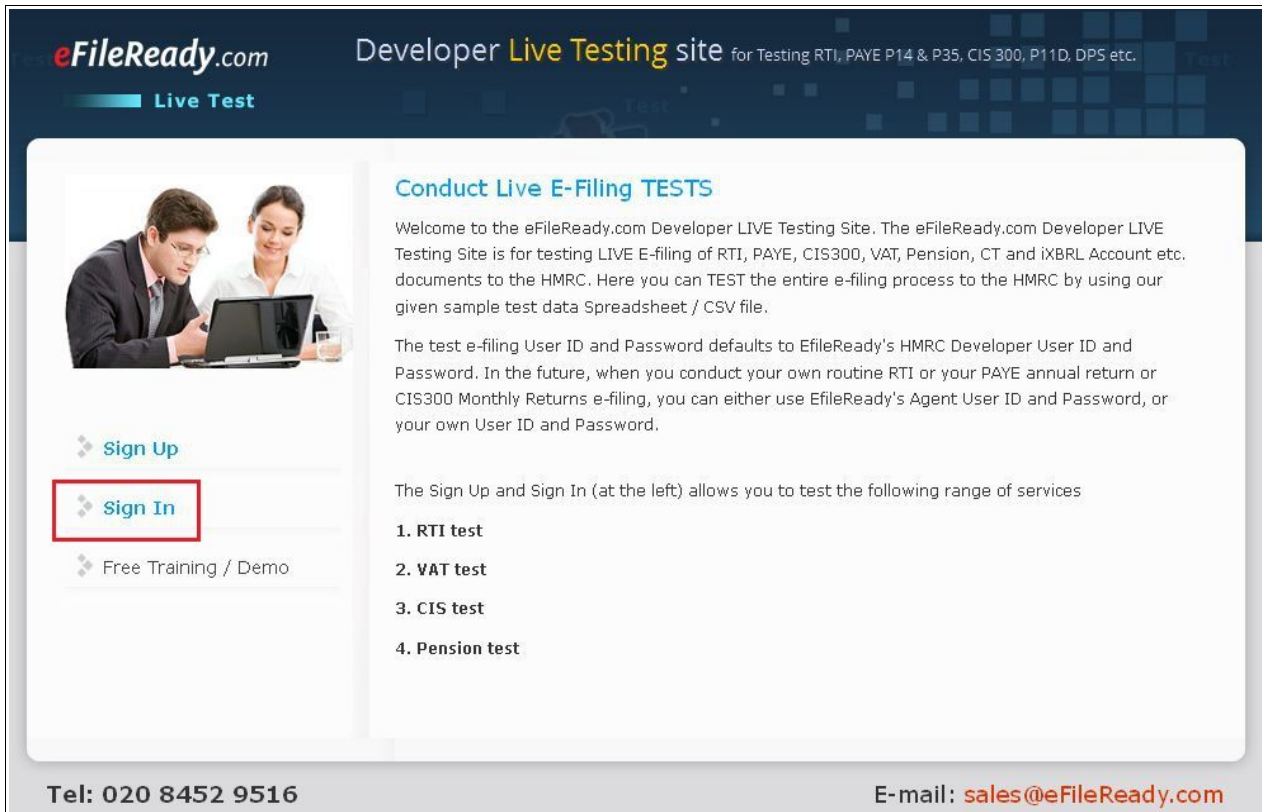 eFileReady.com
Developer Live Testing site for Testing RTI, PAYE P14 & P35, CIS 300, P11D, DPS etc.
Live Test
Test
Test
Conduct Live E-Filing TESTS
Welcome to the eFileReady.com Developer LIVE Testing Site. The eFileReady.com Developer LIVE
Testing Site is for testing LIVE E-filing of RTI, PAYE, CIS300, VAT, Pension, CT and iXBRL Account etc.
documents to the HMRC. Here you can TEST the entire e-filing process to the HMRC by using our
given sample test data Spreadsheet / CSV file.
The test e-filing User ID and Password defaults to EfileReady's HMRC Developer User ID and
Password. In the future, when you conduct your own routine RTI or your PAYE annual return or
CIS300 Monthly Returns e-filing, you can either use EfileReady's Agent User ID and Password, or
your own User ID and Password.
Sign Up
Sign In
Free Training / Demo
The Sign Up and Sign In (at the left) allows you to test the following range of services
1. RTI test
2. VAT test
3. CIS test
4. Pension test
Tel: 020 8452 9516
E-mail: sales@eFileReady.com